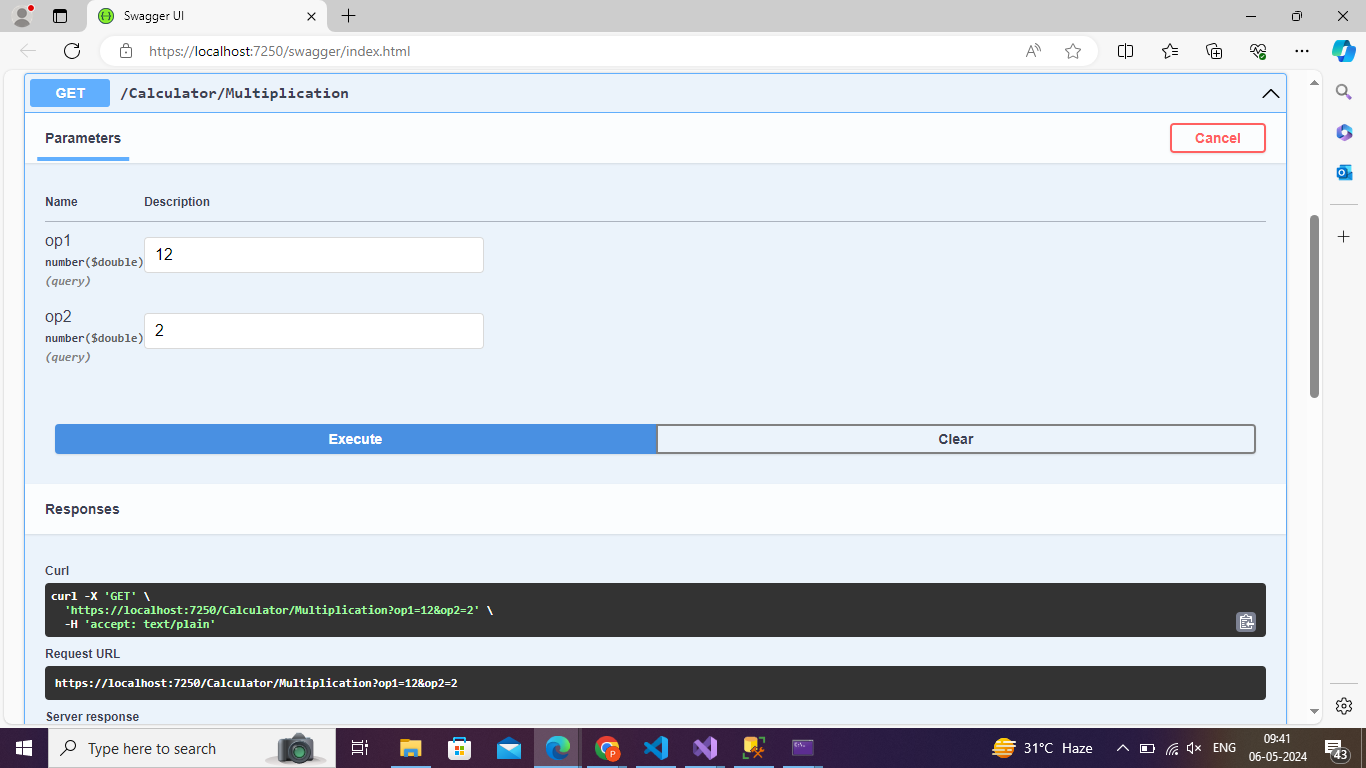 Swagger UI
https://localhost:7250/swagger/index.html
GET /Calculator/Multiplication
Parameters
Cancel
Name Description
op1
number($double)
(query)
12
op2
number($double)
(query)
2
Execute Clear
Responses
Curl
curl -X 'GET' \
'https://localhost:7250/Calculator/Multiplication?op1=12&op2=2' \
-H 'accept: text/plain'
Request URL
https://localhost:7250/Calculator/Multiplication?op1=12&op2=2
Server response
Type here to search
31°C Haze
ENG
09:41
06-05-2024
43